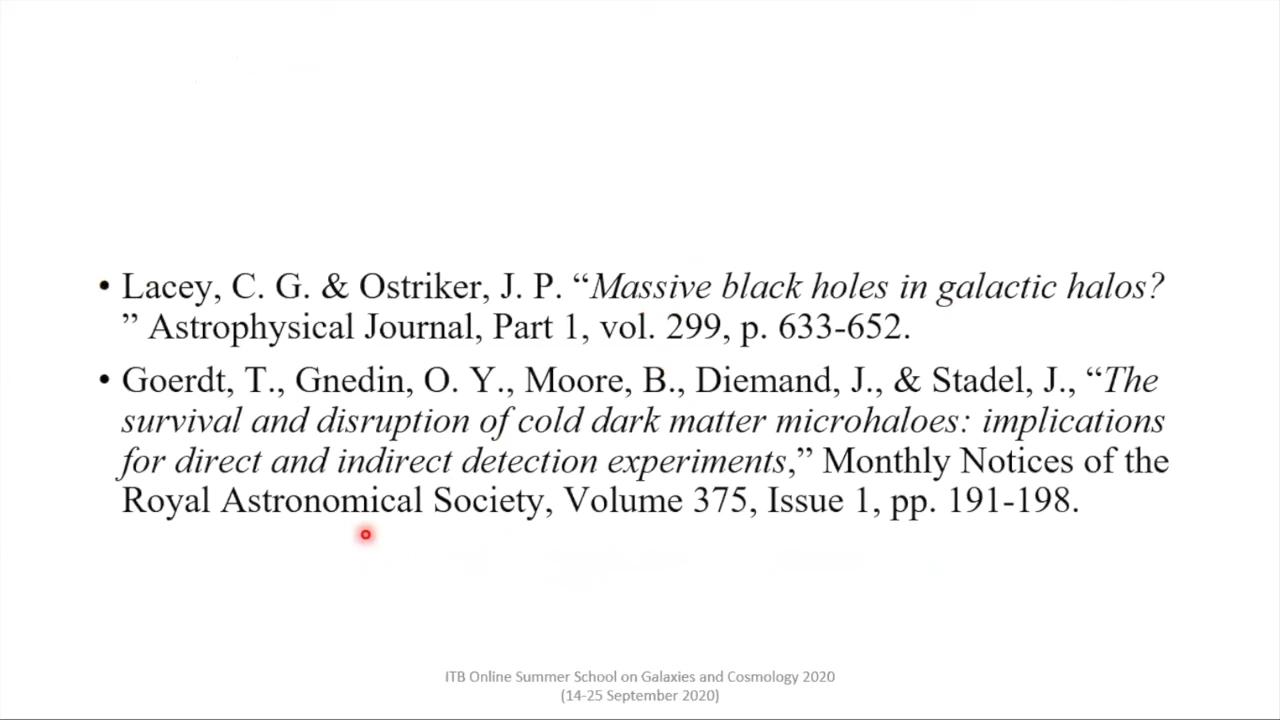 • Lacey, C. G. & Ostriker, J. P. “Massive black holes in galactic halos?
” Astrophysical Journal, Part 1, vol. 299, p. 633-652.
• Goerdt, T., Gnedin, O. Y., Moore, B., Diemand, J., & Stadel, J., “The
survival and disruption of cold dark matter microhaloes: implications
for direct and indirect detection experiments,” Monthly Notices of the
Royal Astronomical Society, Volume 375, Issue 1, pp. 191-198.
ITB Online Summer School on Galaxies and Cosmology 2020
(14-25 September 2020)